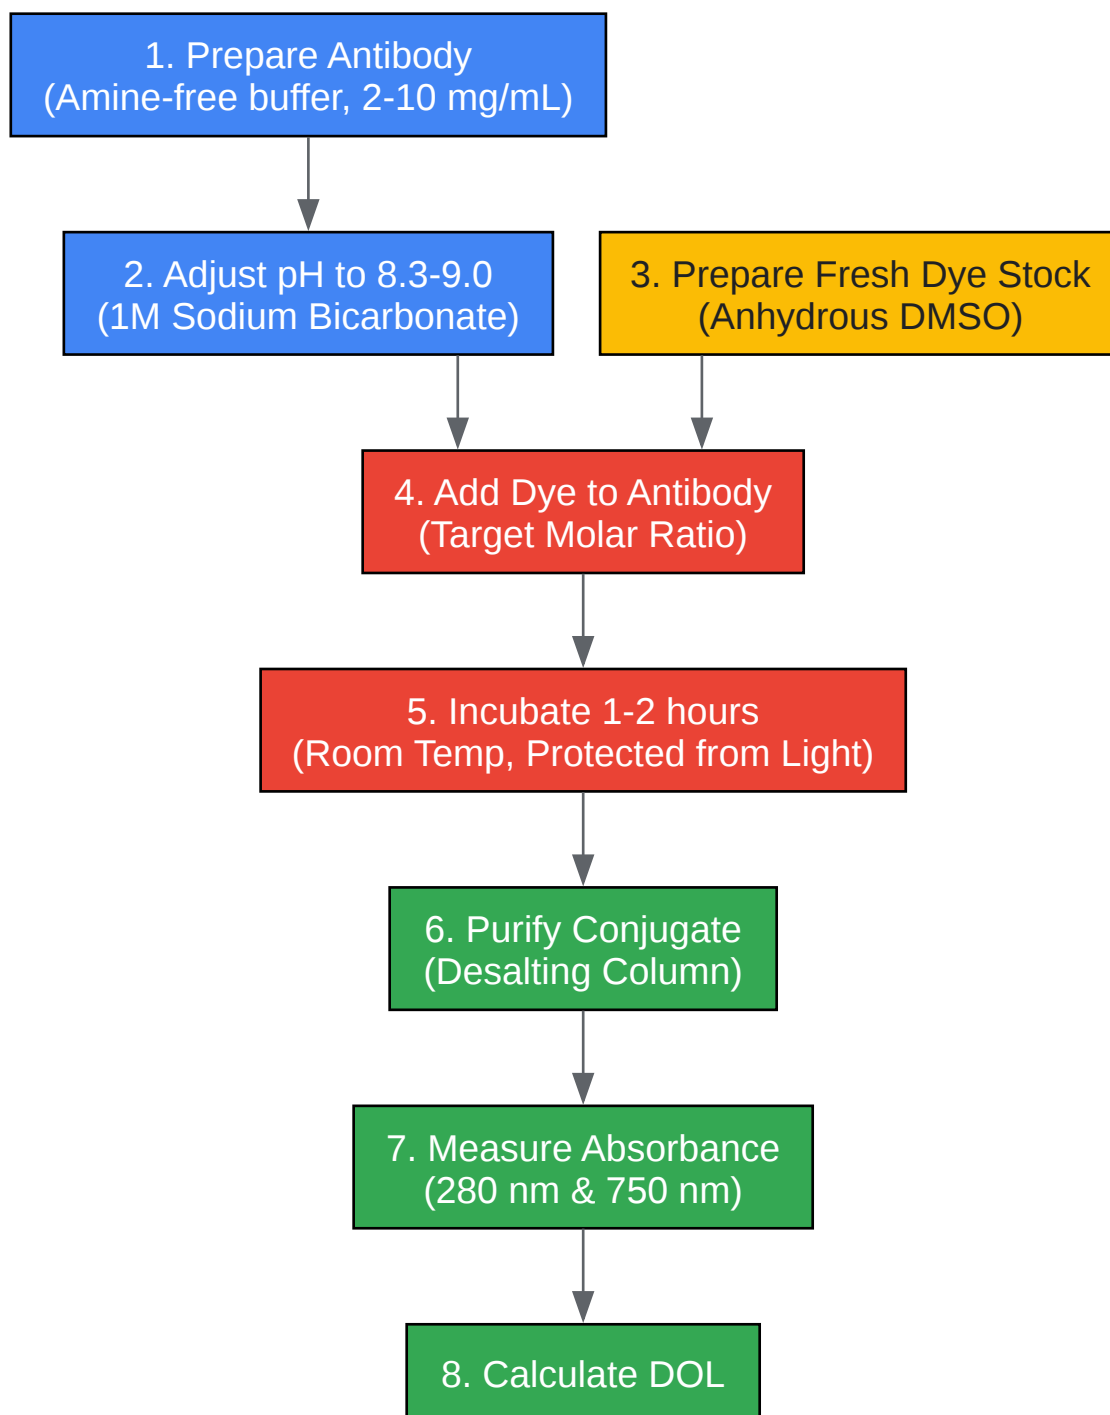 1. Prepare Antibody
(Amine-free buffer, 2-10 mg/mL)
2. Adjust pH to 8.3-9.0
(1M Sodium Bicarbonate)
3. Prepare Fresh Dye Stock
(Anhydrous DMSO)
4. Add Dye to Antibody
(Target Molar Ratio)
5. Incubate 1-2 hours
(Room Temp, Protected from Light)
6. Purify Conjugate
(Desalting Column)
7. Measure Absorbance
(280 nm & 750 nm)
8. Calculate DOL